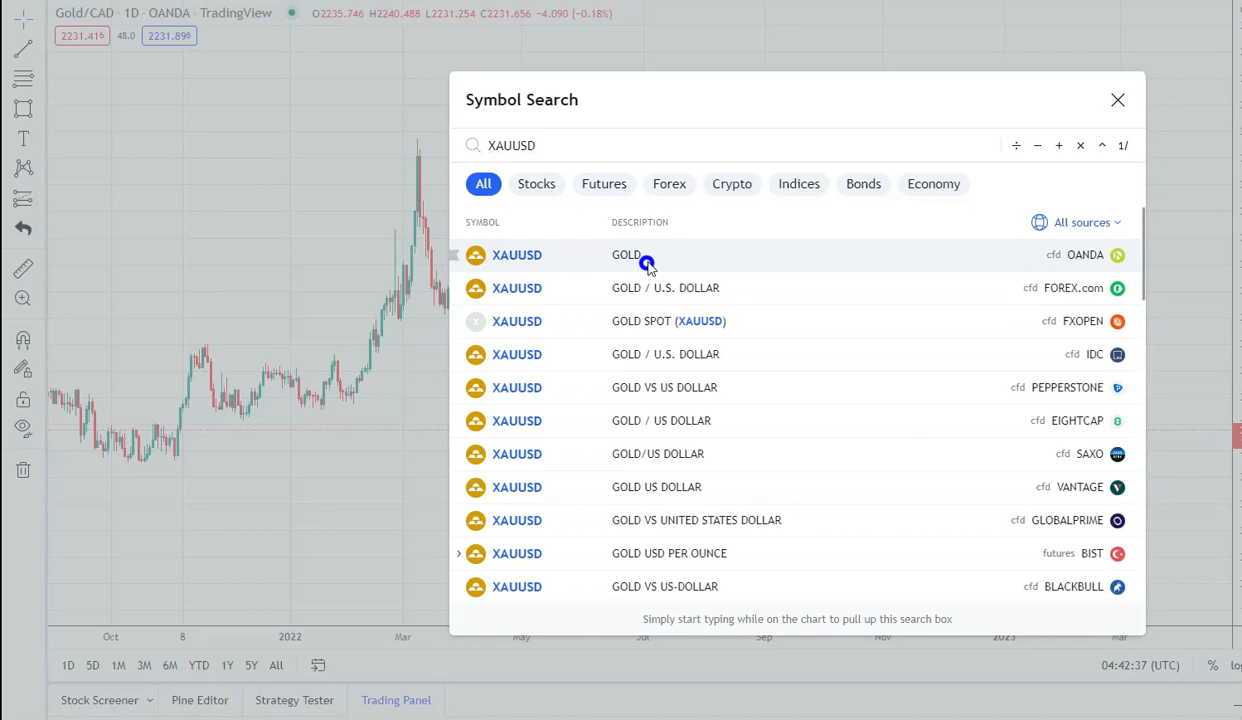 Gold/CAD · 1D · OANDA · TradingView O2235.746 H2240.488 L2231.254 C2231.656 −4.090 (−0.18%)
2231.416 48.0 2231.896
Symbol Search
XAUUSD 1/
All Stocks Futures Forex Crypto Indices Bonds Economy
SYMBOL DESCRIPTION All sources
XAUUSD GOLD cfd OANDA
XAUUSD GOLD / U.S. DOLLAR cfd FOREX.com
XAUUSD GOLD SPOT (XAUUSD) cfd FXOPEN
XAUUSD GOLD / U.S. DOLLAR cfd IDC
XAUUSD GOLD VS US DOLLAR cfd PEPPERSTONE
XAUUSD GOLD / US DOLLAR cfd EIGHTCAP
XAUUSD GOLD/US DOLLAR cfd SAXO
XAUUSD GOLD US DOLLAR cfd VANTAGE
XAUUSD GOLD VS UNITED STATES DOLLAR cfd GLOBALPRIME
XAUUSD GOLD USD PER OUNCE futures BIST
XAUUSD GOLD VS US-DOLLAR cfd BLACKBULL
Simply start typing while on the chart to pull up this search box
Oct 8 2022 Mar May Jul Sep Nov 2023 Mar
1D 5D 1M 3M 6M YTD 1Y 5Y All 04:42:37 (UTC) %
Stock Screener Pine Editor Strategy Tester Trading Panel